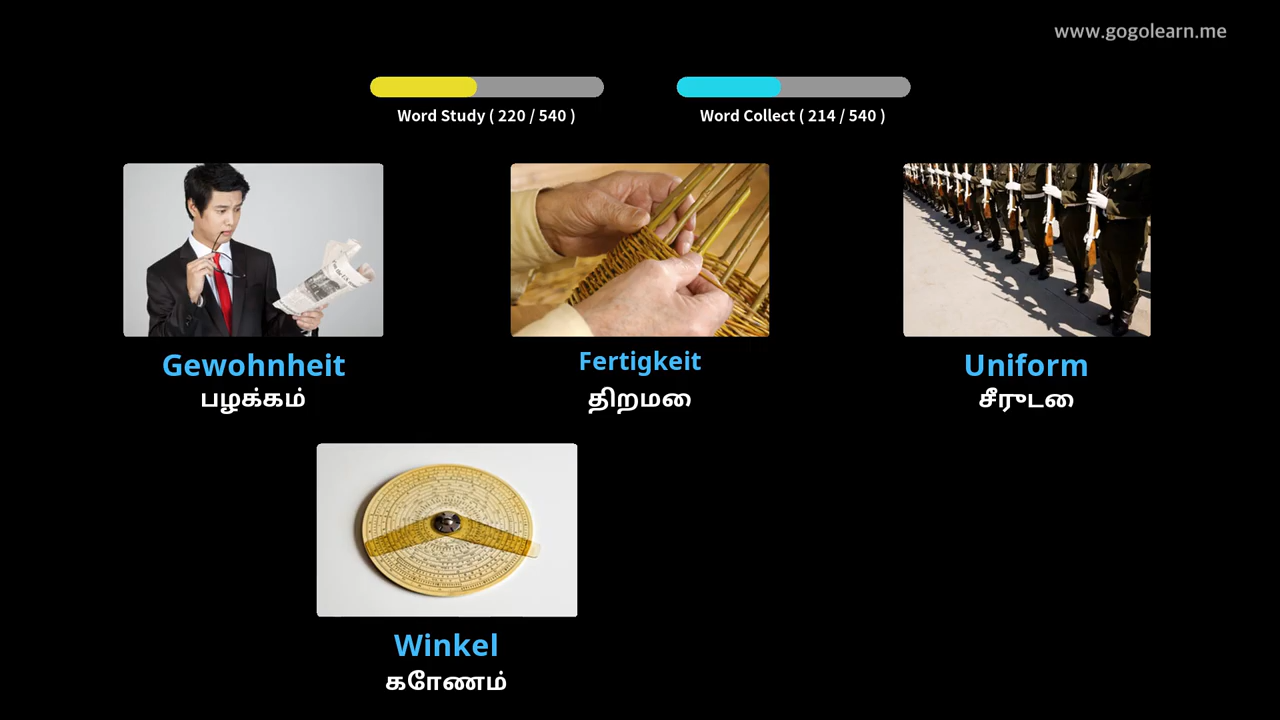 www.gogolearn.me
Word Study ( 220 / 540 )
Word Collect ( 214 / 540 )
Gewohnheit
பழக்கம்
Fertigkeit
திறமை
Uniform
சீருடை
Winkel
கோணம்